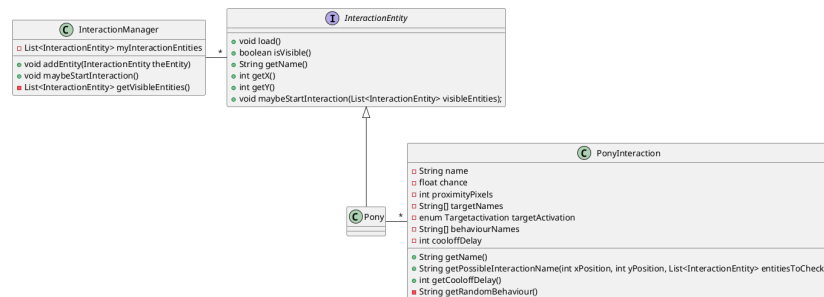 C InteractionManager
List<InteractionEntity> myInteractionEntities
void addEntity(InteractionEntity theEntity)
void maybeStartInteraction()
List<InteractionEntity> getVisibleEntities()
*
I InteractionEntity
void load()
boolean isVisible()
String getName()
int getX()
int getY()
void maybeStartInteraction(List<InteractionEntity> visibleEntities);
C Pony
*
C PonyInteraction
String name
float chance
int proximityPixels
String[] targetNames
enum Targetactivation targetActivation
String[] behaviourNames
int cooloffDelay
String getName()
String getPossibleInteractionName(int xPosition, int yPosition, List<InteractionEntity> entitiesToCheck
int getCooloffDelay()
String getRandomBehaviour()